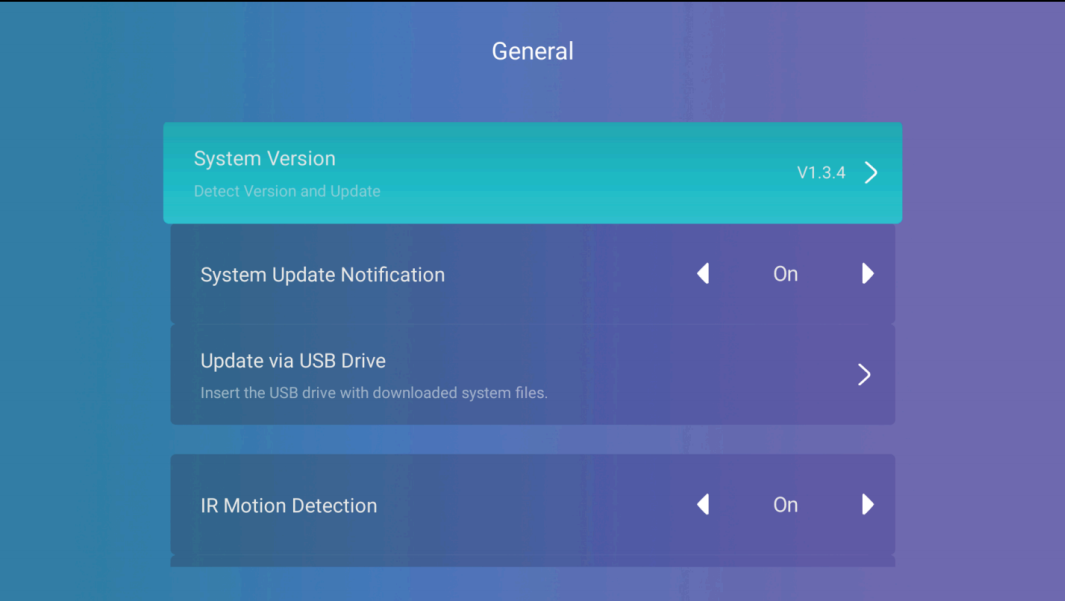 General
System Version
V1.3.4
Detect Version and Update
System Update Notification
On
Update via USB Drive
Insert the USB drive with downloaded system files.
IR Motion Detection
On